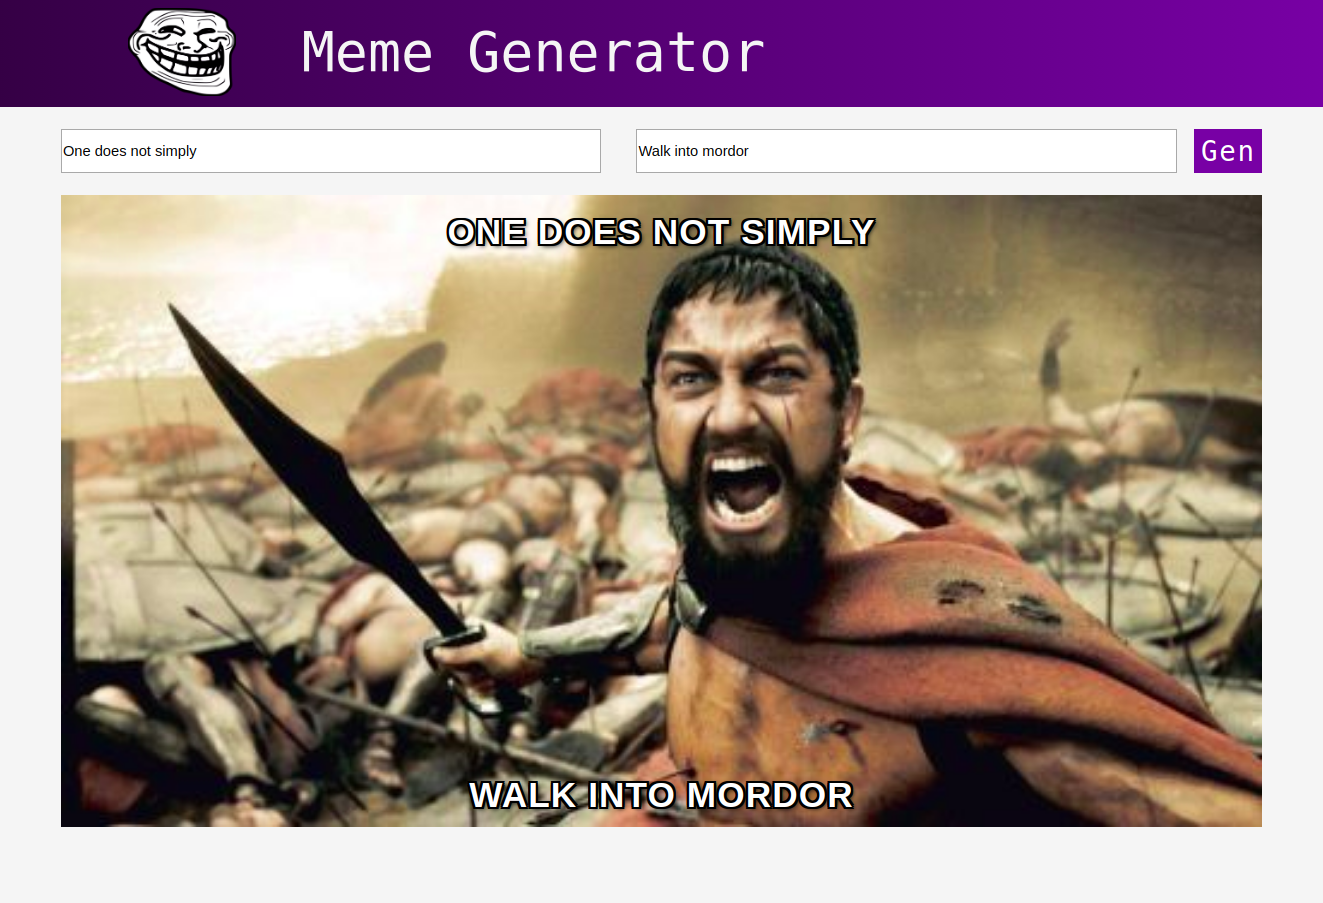 Meme Generator
One does not simply
Walk into mordor
Gen
ONE DOES NOT SIMPLY
WALK INTO MORDOR